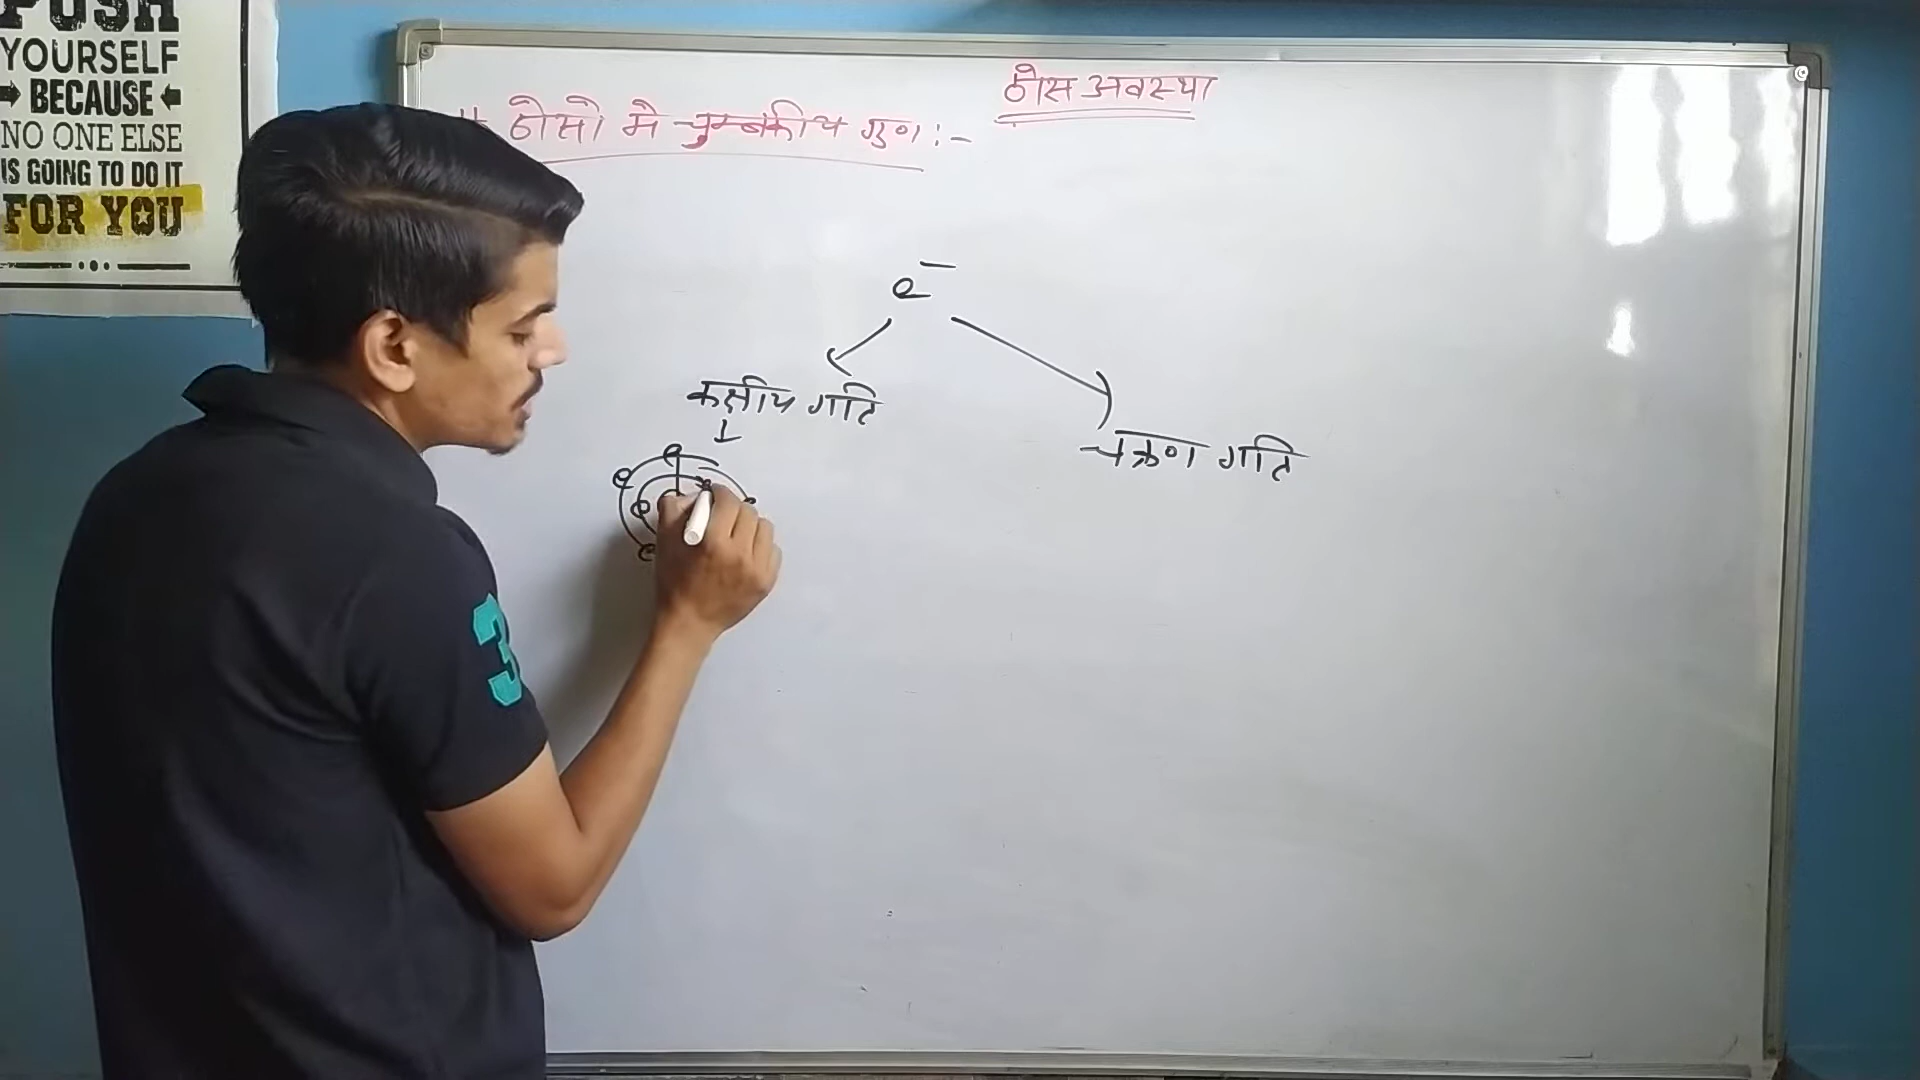 PUSH
YOURSELF
BECAUSE
NO ONE ELSE
IS GOING TO DO IT
FOR YOU
ठोस अवस्था
# ठोसो मे चुम्बकीय गुण :-
e⁻
कक्षीय गति
चक्रण गति
3